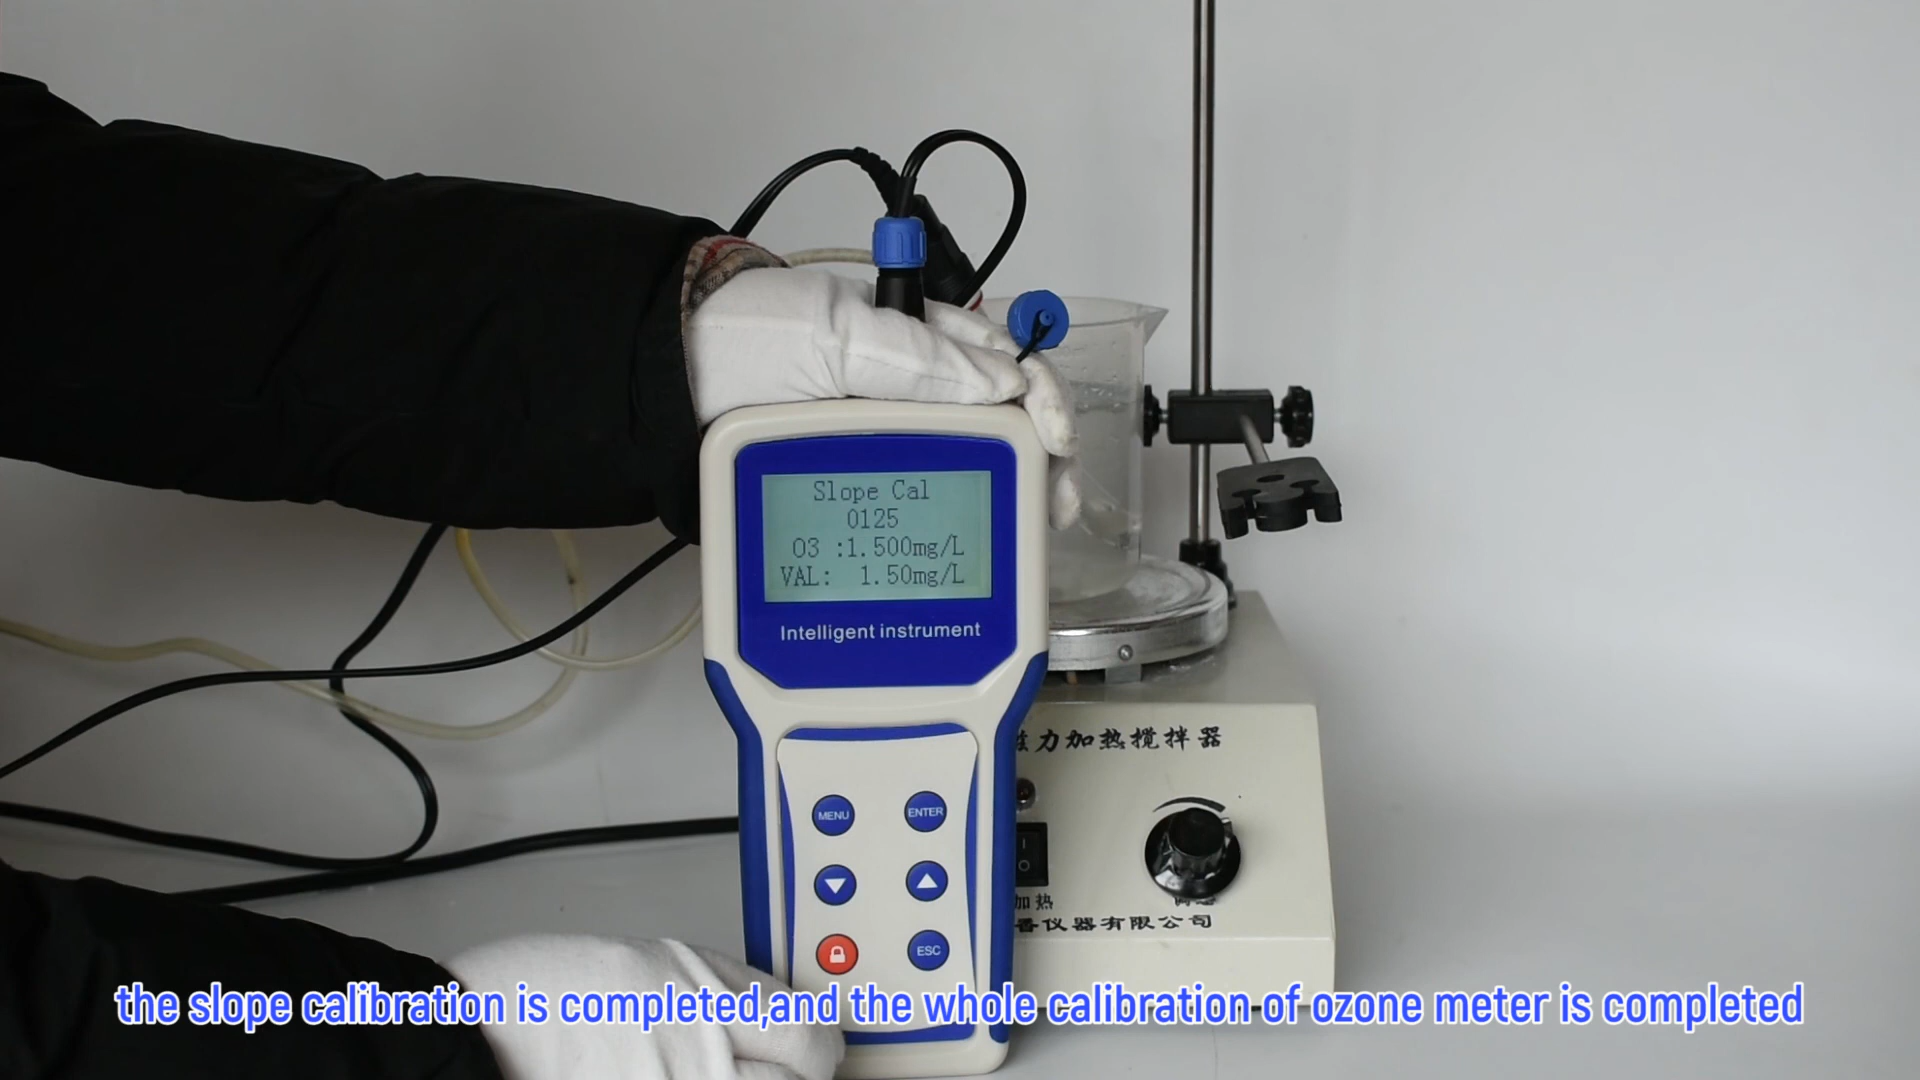 Slope Cal
0125
O3 :1.500mg/L
VAL: 1.50mg/L
Intelligent instrument
MENU
ENTER
ESC
力加热搅拌器
加热
仪器有限公司
the slope calibration is completed,and the whole calibration of ozone meter is completed